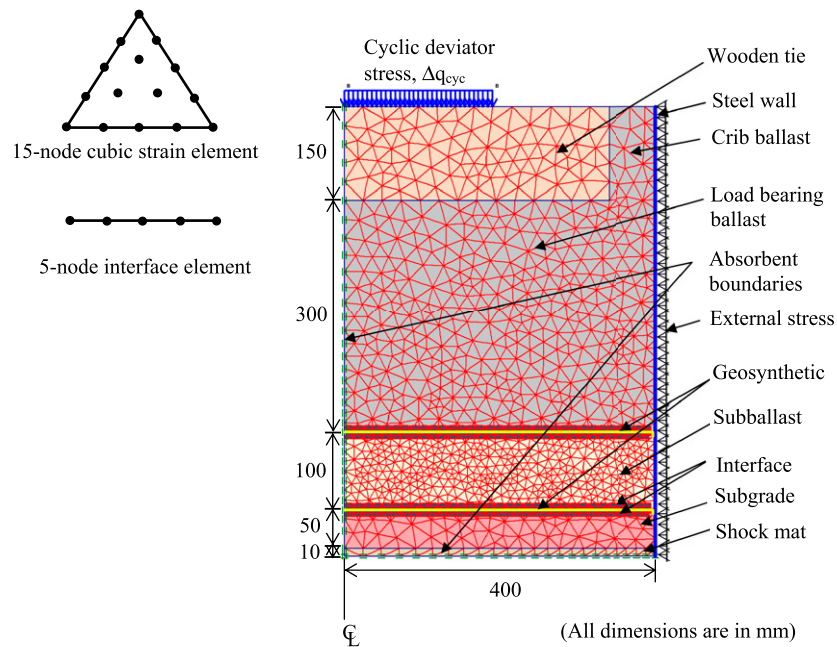 Cyclic deviator
stress, Δqcyc
15-node cubic strain element
5-node interface element
150
300
100
50
10
400
℄
Wooden tie
Steel wall
Crib ballast
Load bearing
ballast
Absorbent
boundaries
External stress
Geosynthetic
Subballast
Interface
Subgrade
Shock mat
(All dimensions are in mm)